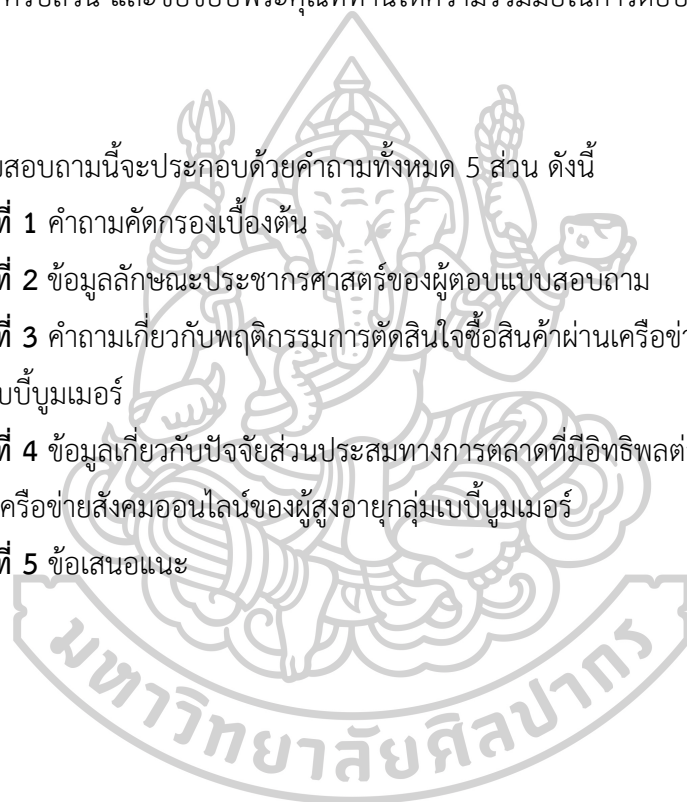 และขอขอบพระคุณที่ท่านให้ความร่วมมือในการตอบ
สอบถามนี้จะประกอบด้วยคำถามทั้งหมด 5 ส่วน ดังนี้
ที่ 1 คำถามคัดกรองเบื้องต้น
ที่ 2 ข้อมูลลักษณะประชากรศาสตร์ของผู้ตอบแบบสอบถาม
ที่ 3 คำถามเกี่ยวกับพฤติกรรมการตัดสินใจซื้อสินค้าผ่านเครือข่า
บบี้บูมเมอร์
ที่ 4 ข้อมูลเกี่ยวกับปัจจัยส่วนประสมทางการตลาดที่มีอิทธิพลต่
ครือข่ายสังคมออนไลน์ของผู้สูงอายุกลุ่มเบบี้บูมเมอร์
ที่ 5 ข้อเสนอแนะ
มหาวิทยาลัยศิลปากร